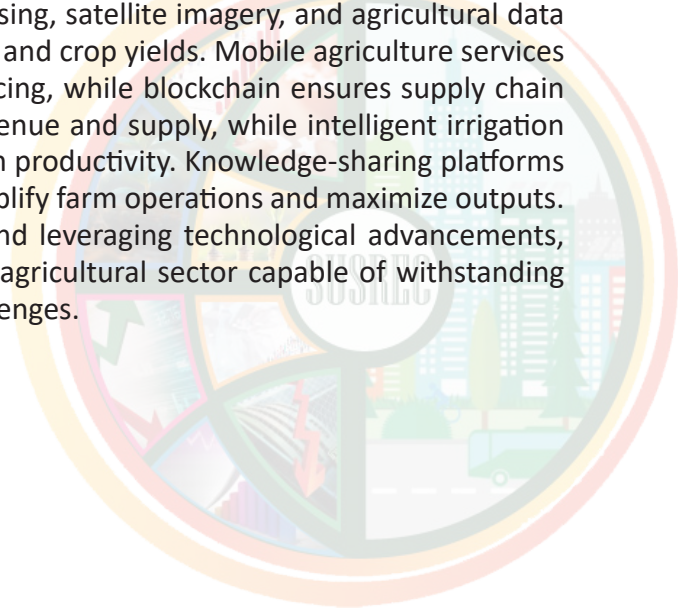 sing, satellite imagery, and agricultural data
and crop yields. Mobile agriculture services
cing, while blockchain ensures supply chain
enue and supply, while intelligent irrigation
n productivity. Knowledge-sharing platforms
plify farm operations and maximize outputs.
nd leveraging technological advancements,
agricultural sector capable of withstanding
enges.
SUSREC